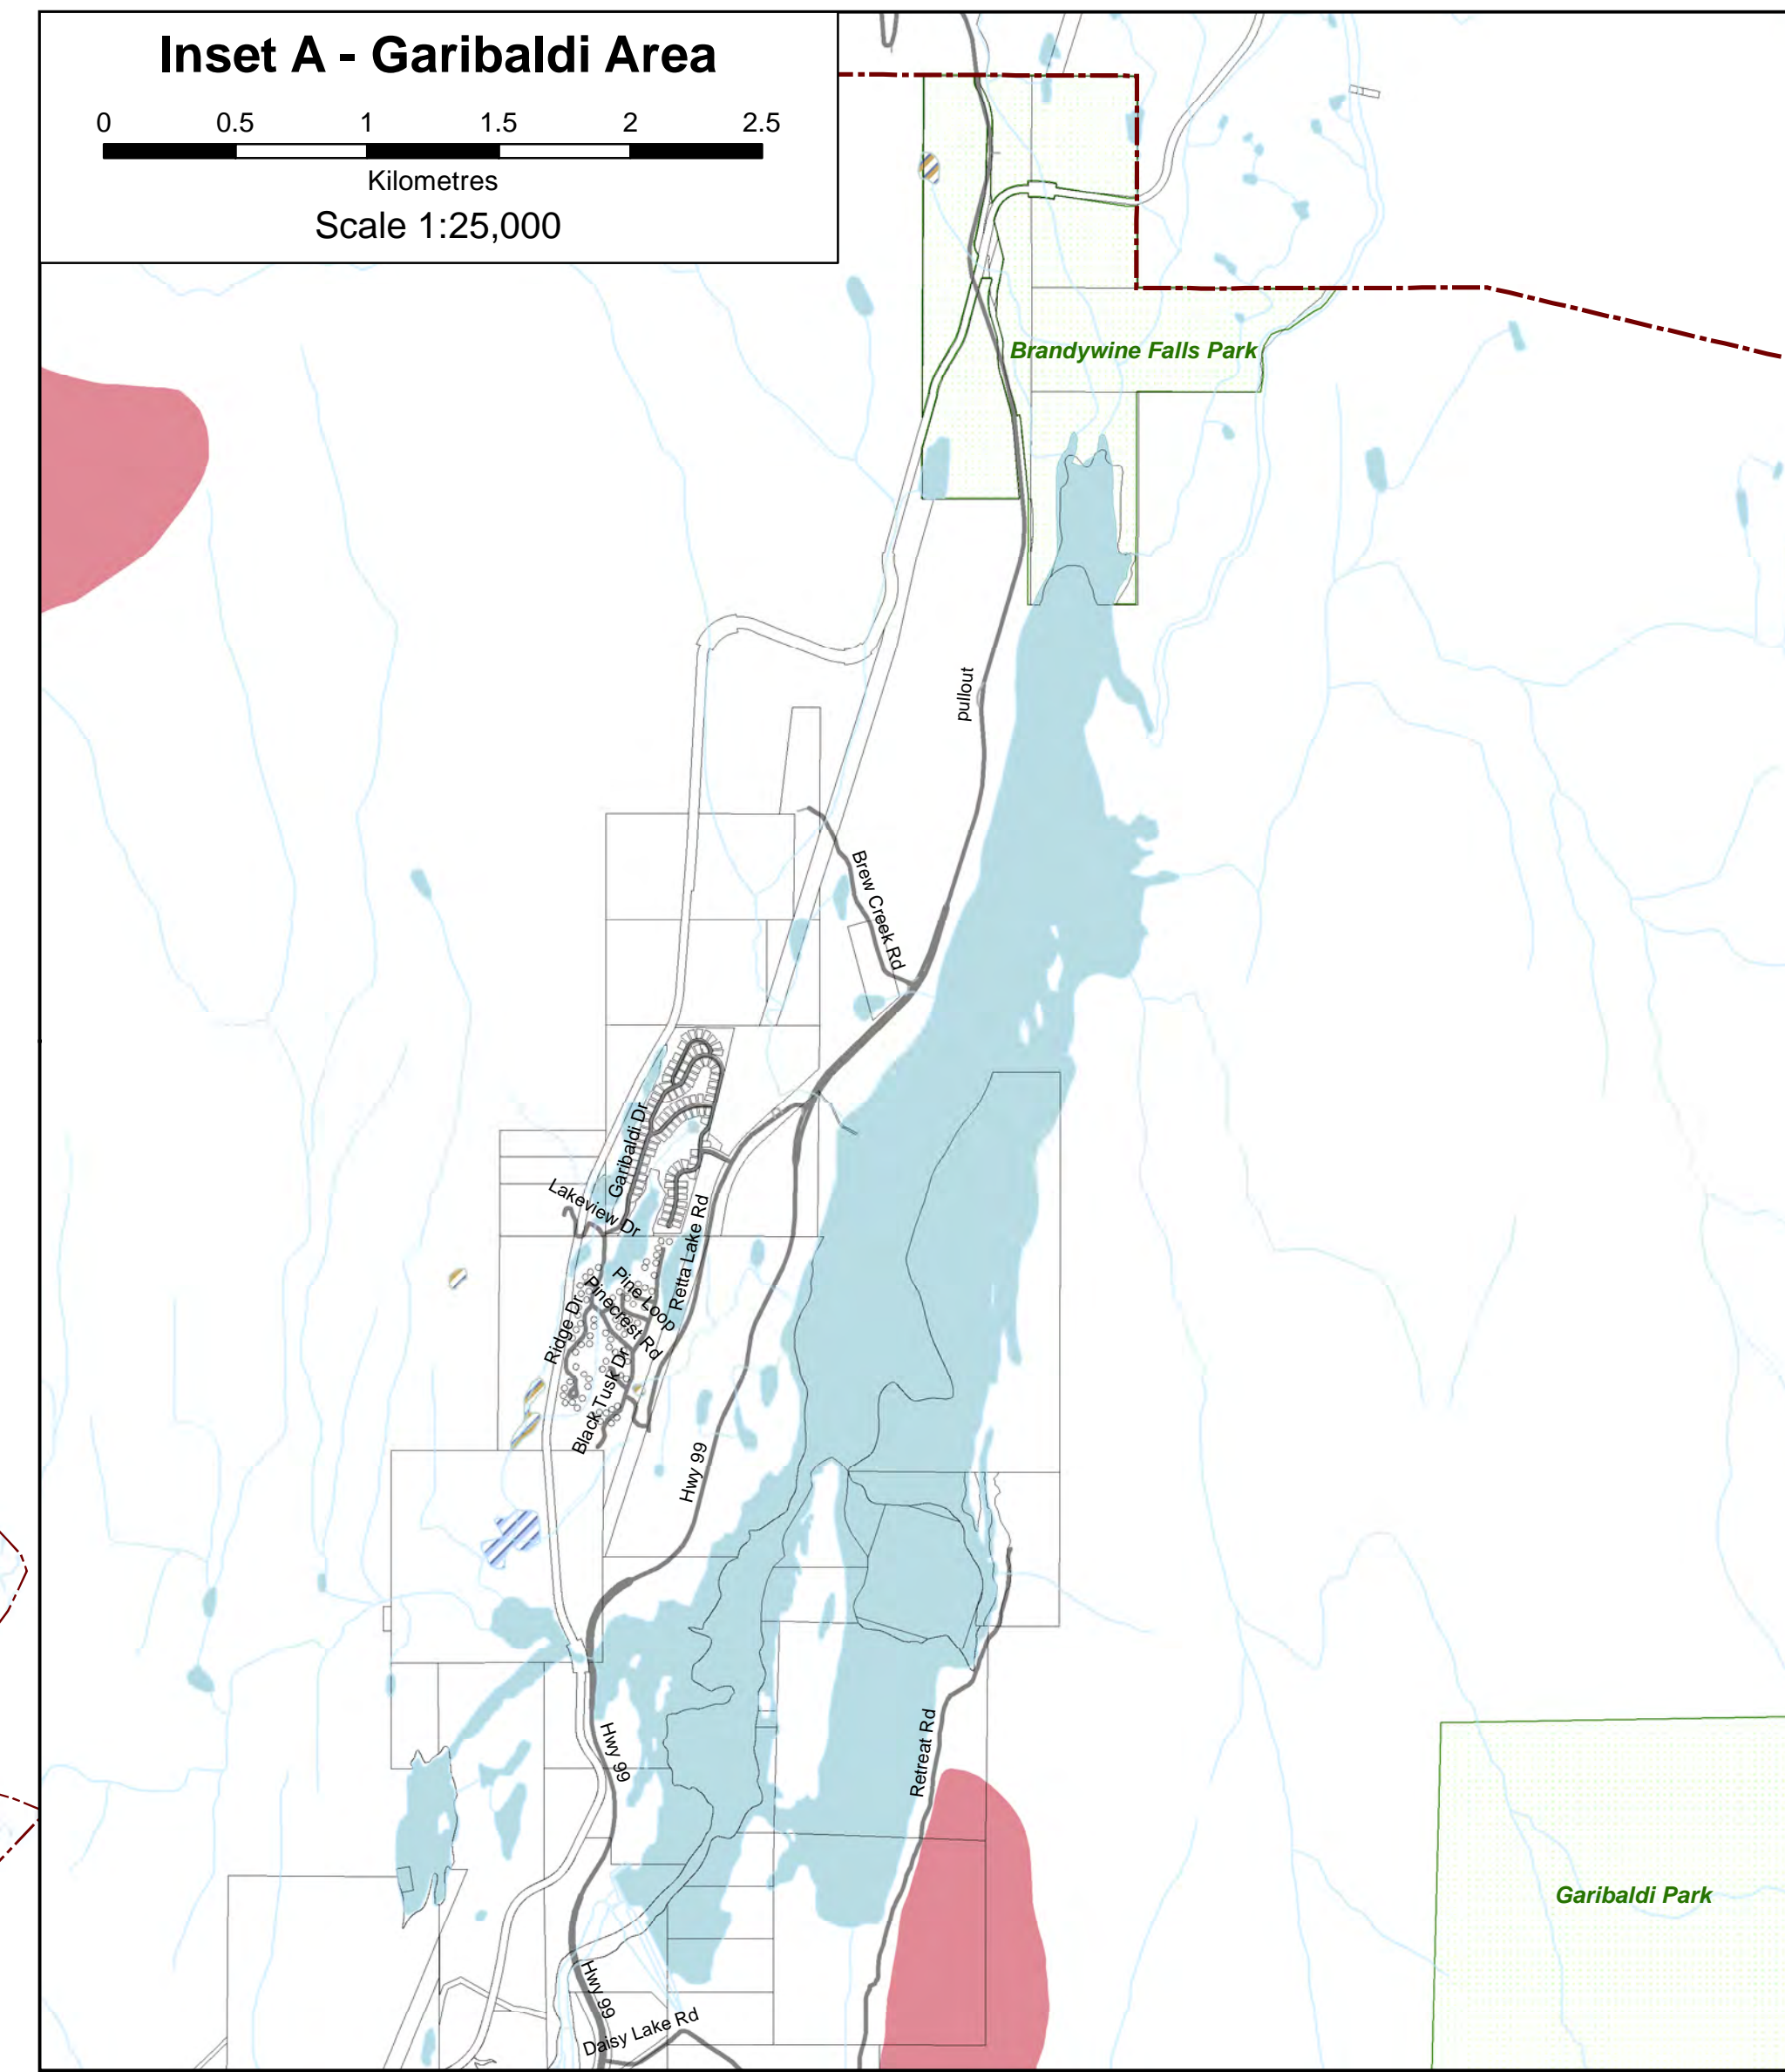 Inset A - Garibaldi Area
0 0.5 1 1.5 2 2.5
Kilometres
Scale 1:25,000
Brandywine Falls Park
pullout
Brew Creek Rd
Garibaldi Dr
Lakeview Dr
Retta Lake Rd
Pine Loop
Pinecrest Rd
Ridge Dr
Black Tusk Dr
Hwy 99
Hwy 99
Retreat Rd
Garibaldi Park
Hwy 99
Daisy Lake Rd